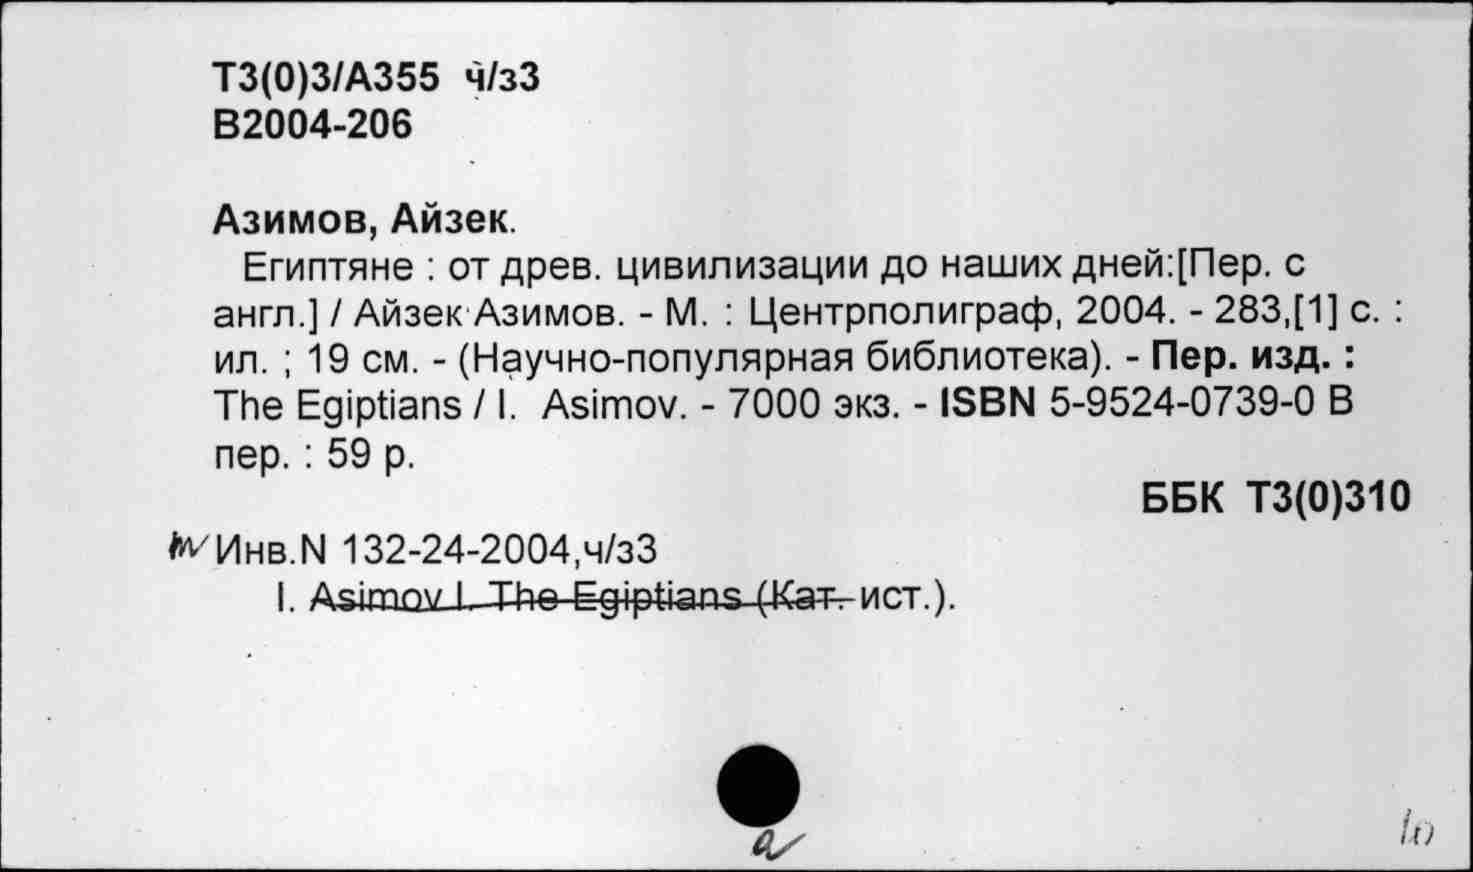 Т3(0)3/А355 ч/з3
В2004-206
Азимов, Айзек.
Египтяне : от древ. цивилизации до наших дней:[Пер. с
англ.] / Айзек Азимов. - М. : Центрполиграф, 2004. - 283,[1] с. :
ил. ; 19 см. - (Научно-популярная библиотека). - Пер. изд. :
The Egiptians / I. Asimov. - 7000 экз. - ISBN 5-9524-0739-0 В
пер. : 59 р.
ББК Т3(0)310
Инв.N 132-24-2004,ч/з3
I. Asimov I. The Egiptians (Кат. ист.).
а